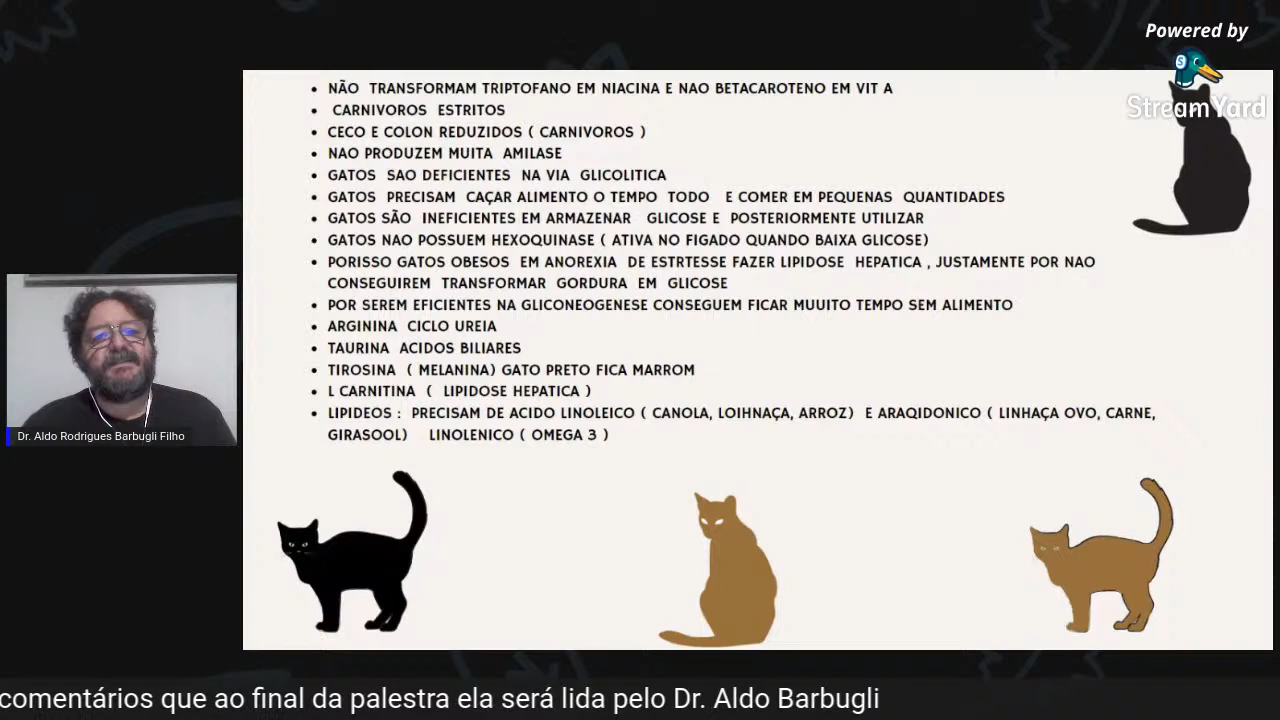 Powered by
StreamYard
NÃO TRANSFORMAM TRIPTOFANO EM NIACINA E NAO BETACAROTENO EM VIT A
CARNIVOROS ESTRITOS
CECO E COLON REDUZIDOS ( CARNIVOROS )
NAO PRODUZEM MUITA AMILASE
GATOS SAO DEFICIENTES NA VIA GLICOLITICA
GATOS PRECISAM CAÇAR ALIMENTO O TEMPO TODO E COMER EM PEQUENAS QUANTIDADES
GATOS SÃO INEFICIENTES EM ARMAZENAR GLICOSE E POSTERIORMENTE UTILIZAR
GATOS NAO POSSUEM HEXOQUINASE ( ATIVA NO FIGADO QUANDO BAIXA GLICOSE)
PORISSO GATOS OBESOS EM ANOREXIA DE ESTRTESSE FAZER LIPIDOSE HEPATICA , JUSTAMENTE POR NAO
CONSEGUIREM TRANSFORMAR GORDURA EM GLICOSE
POR SEREM EFICIENTES NA GLICONEOGENESE CONSEGUEM FICAR MUUITO TEMPO SEM ALIMENTO
ARGININA CICLO UREIA
TAURINA ACIDOS BILIARES
TIROSINA ( MELANINA) GATO PRETO FICA MARROM
L CARNITINA ( LIPIDOSE HEPATICA )
LIPIDEOS : PRECISAM DE ACIDO LINOLEICO ( CANOLA, LOIHNAÇA, ARROZ) E ARAQIDONICO ( LINHAÇA OVO, CARNE,
GIRASOOL) LINOLENICO ( OMEGA 3 )
Dr. Aldo Rodrigues Barbugli Filho
comentários que ao final da palestra ela será lida pelo Dr. Aldo Barbugli